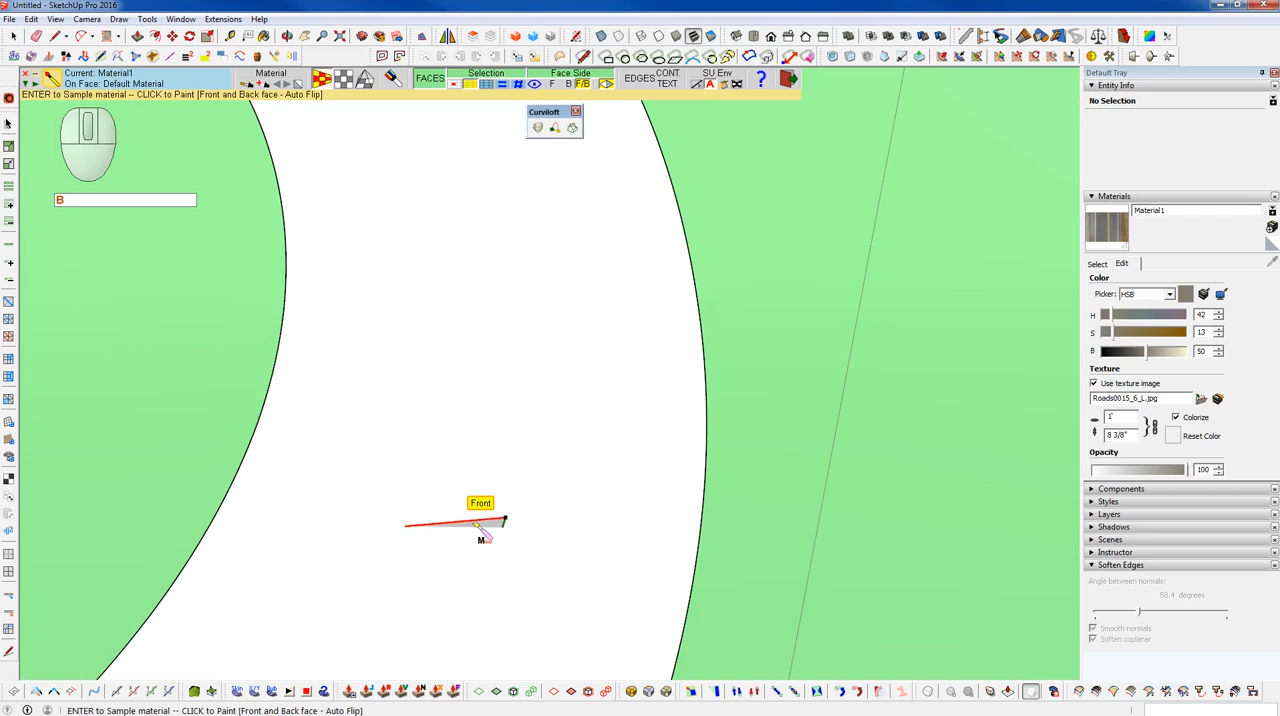 Untitled - SketchUp Pro 2016
File Edit View Camera Draw Tools Window Extensions Help
Current: Material1
On Face: Default Material
Material
FACES
Selection
Face Side
F B F/B
EDGES
CONT.
TEXT
SU Env
A
?
ENTER to Sample material -- CLICK to Paint [Front and Back face - Auto Flip]
Curviloft
B
Front
M
Default Tray
Entity Info
No Selection
Materials
Material1
Select Edit
Color
Picker: HSB
H 42
S 13
B 50
Texture
Use texture image
Roads0015_6_L.jpg
1'
Colorize
8 3/8"
Reset Color
Opacity
100
Components
Styles
Layers
Shadows
Scenes
Instructor
Soften Edges
Angle between normals:
58.4 degrees
Smooth normals
Soften coplanar
ENTER to Sample material -- CLICK to Paint [Front and Back face - Auto Flip]